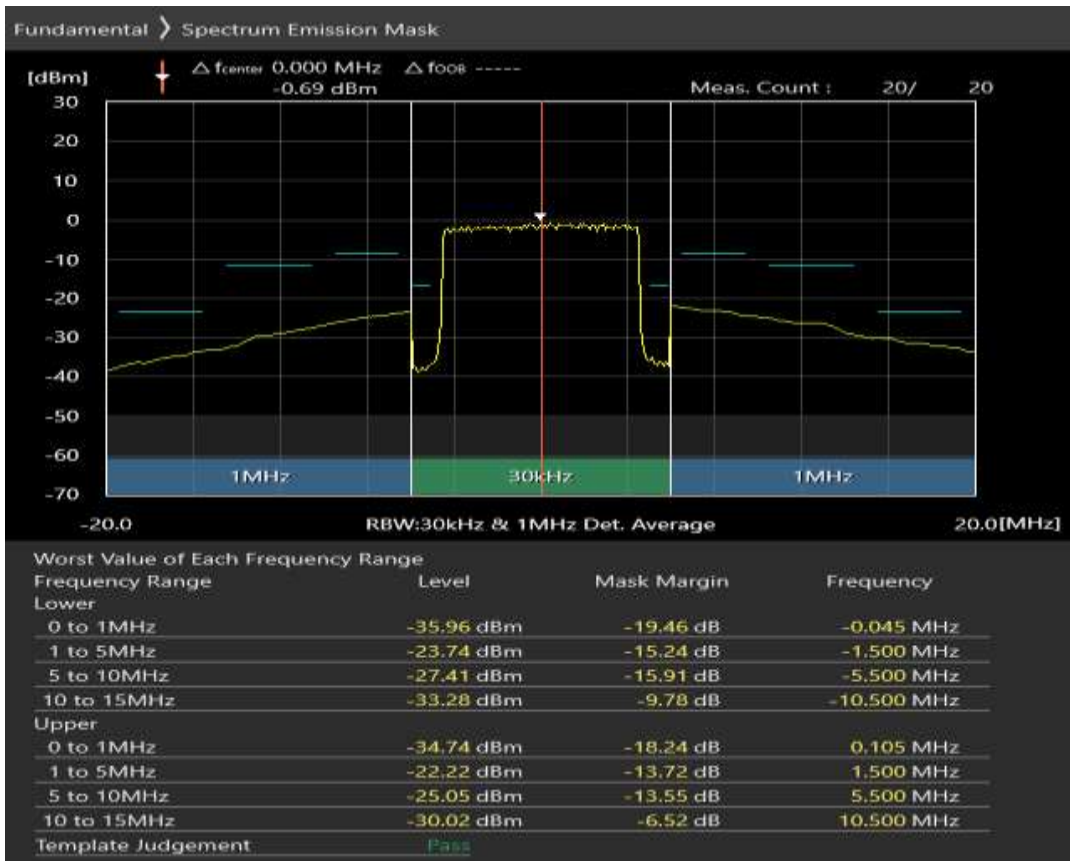 Fundamental 〉 Spectrum Emission Mask
[dBm] △ fcenter 0.000 MHz △ fOOB -----
-0.69 dBm Meas. Count : 20/ 20
30
20
10
0
-10
-20
-30
-40
-50
-60
-70
1MHz 30kHz 1MHz
-20.0 RBW:30kHz & 1MHz Det. Average 20.0[MHz]
Worst Value of Each Frequency Range
Frequency Range Level Mask Margin Frequency
Lower
0 to 1MHz -35.96 dBm -19.46 dB -0.045 MHz
1 to 5MHz -23.74 dBm -15.24 dB -1.500 MHz
5 to 10MHz -27.41 dBm -15.91 dB -5.500 MHz
10 to 15MHz -33.28 dBm -9.78 dB -10.500 MHz
Upper
0 to 1MHz -34.74 dBm -18.24 dB 0.105 MHz
1 to 5MHz -22.22 dBm -13.72 dB 1.500 MHz
5 to 10MHz -25.05 dBm -13.55 dB 5.500 MHz
10 to 15MHz -30.02 dBm -6.52 dB 10.500 MHz
Template Judgement Pass